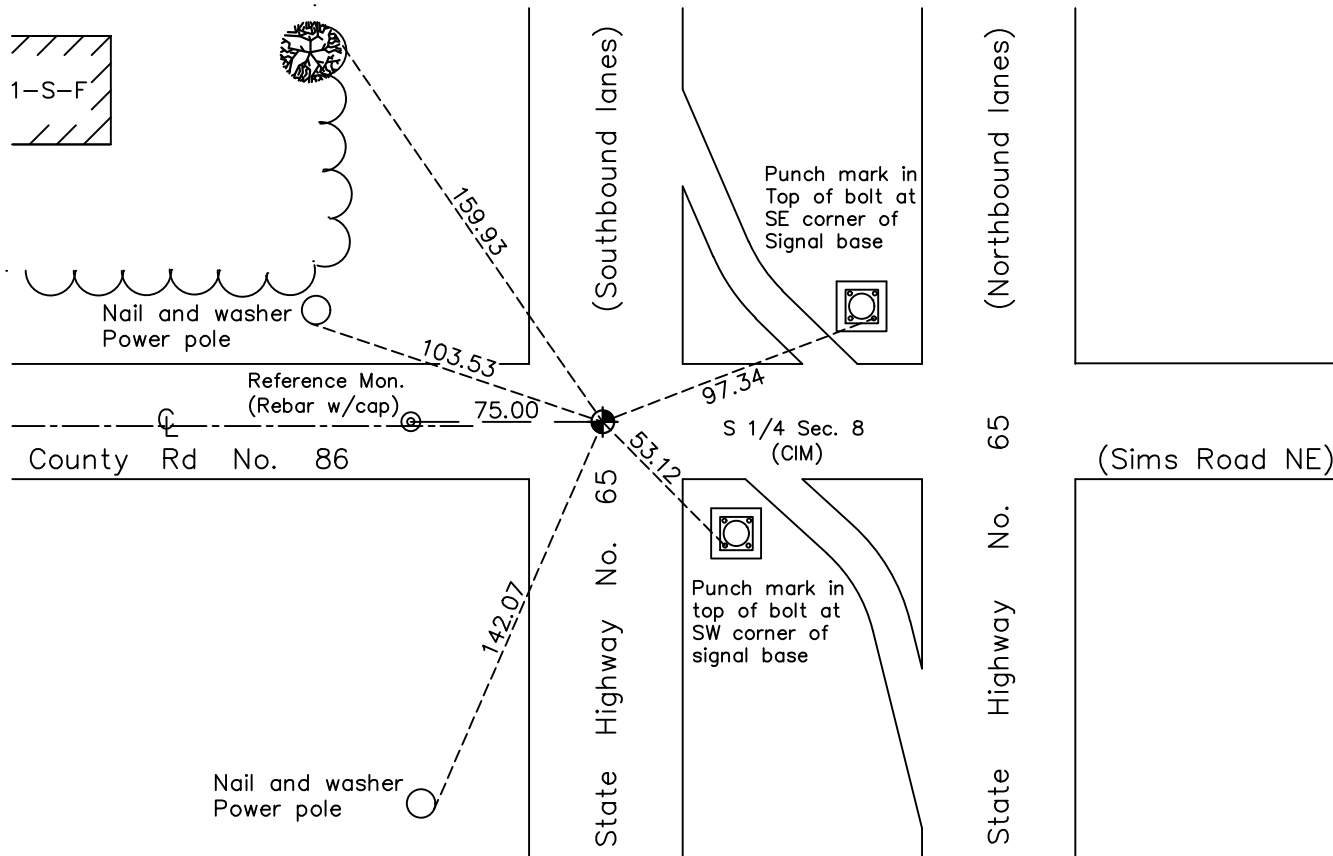 1-S-F
(Southbound lanes)
(Northbound lanes)
Punch mark in
Top of bolt at
SE corner of
Signal base
159.93
Nail and washer
Power pole
103.53
97.34
Reference Mon.
(Rebar w/cap)
75.00
S 1/4 Sec. 8
(CIM)
53.12
℄
County Rd No. 86
(Sims Road NE)
State Highway No. 65
State Highway No. 65
Punch mark in
top of bolt at
SW corner of
signal base
142.07
Nail and washer
Power pole